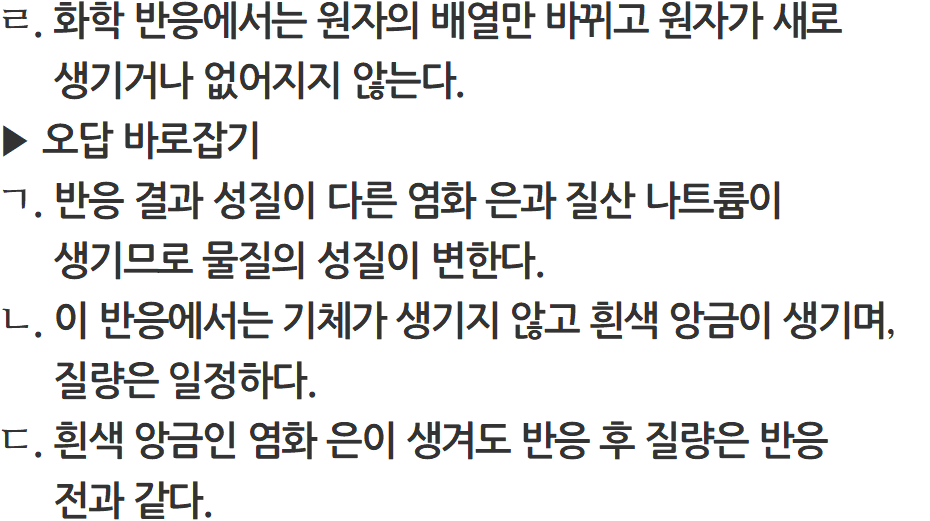 ㄹ. 화학 반응에서는 원자의 배열만 바뀌고 원자가 새로
생기거나 없어지지 않는다.
▶ 오답 바로잡기
ㄱ. 반응 결과 성질이 다른 염화 은과 질산 나트륨이
생기므로 물질의 성질이 변한다.
ㄴ. 이 반응에서는 기체가 생기지 않고 흰색 앙금이 생기며,
질량은 일정하다.
ㄷ. 흰색 앙금인 염화 은이 생겨도 반응 후 질량은 반응
전과 같다.